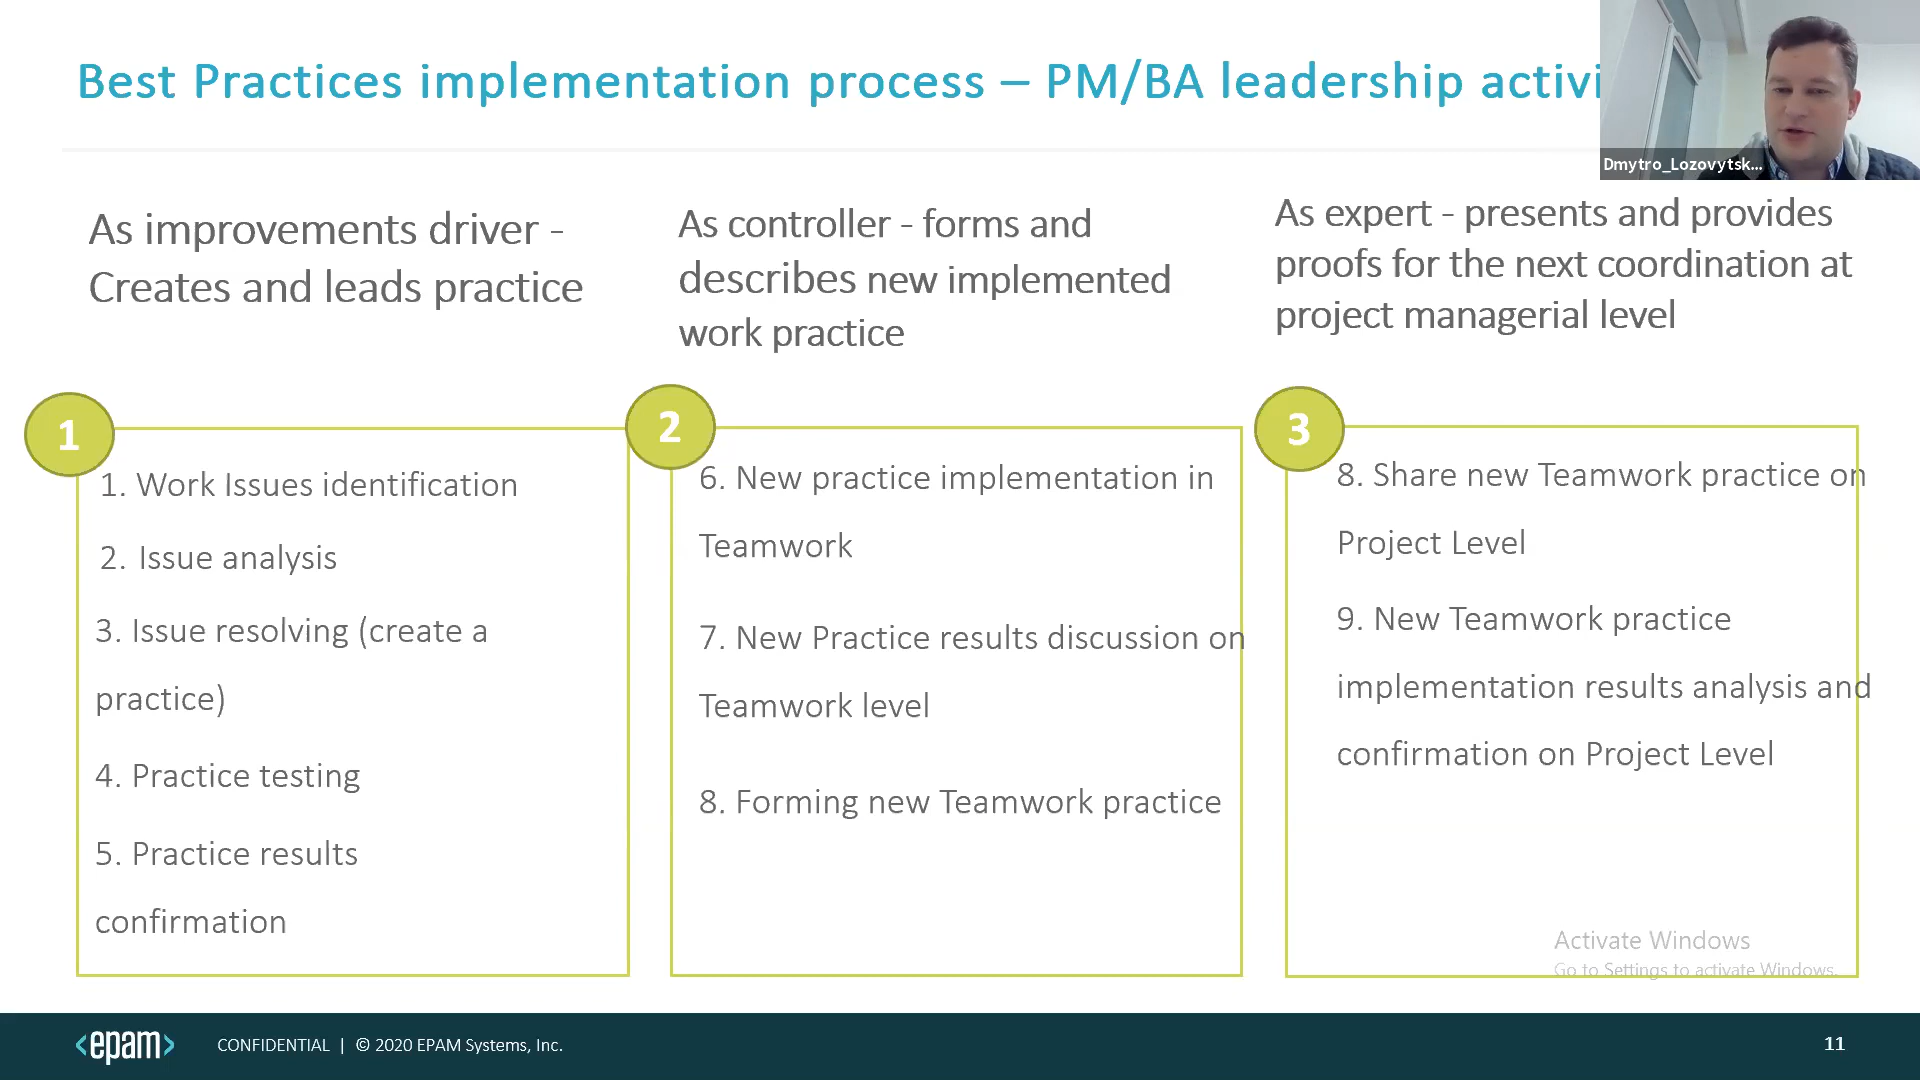 Best Practices implementation process – PM/BA leadership activi
Dmytro_Lozovytsk...
As improvements driver -
Creates and leads practice
As controller - forms and
describes new implemented
work practice
As expert - presents and provides
proofs for the next coordination at
project managerial level
1
1. Work Issues identification
2. Issue analysis
3. Issue resolving (create a
practice)
4. Practice testing
5. Practice results
confirmation
2
6. New practice implementation in
Teamwork
7. New Practice results discussion on
Teamwork level
8. Forming new Teamwork practice
3
8. Share new Teamwork practice on
Project Level
9. New Teamwork practice
implementation results analysis and
confirmation on Project Level
Activate Windows
Go to Settings to activate Windows.
<epam>
CONFIDENTIAL | © 2020 EPAM Systems, Inc.
11